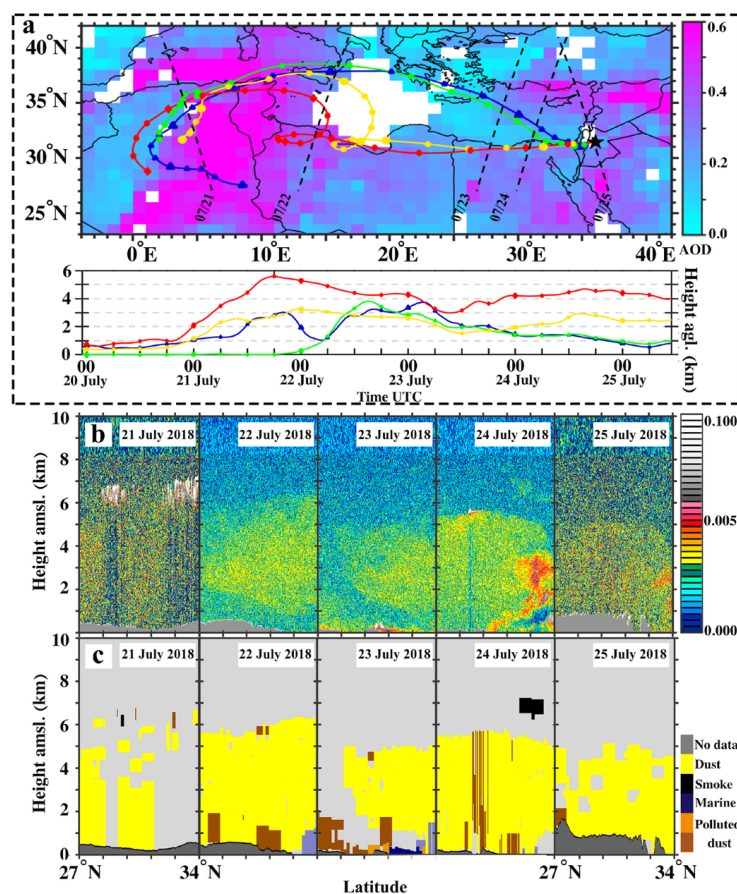 a
40°N
35°N
30°N
25°N
0°E
10°E
20°E
30°E
40°E
07/21
07/22
07/23
07/24
07/25
0.6
0.4
0.2
0.0
AOD
6
5
4
3
2
1
0
Height agl. (km)
00 00 00 00 00 00
20 July 21 July 22 July 23 July 24 July 25 July
Time UTC
b
21 July 2018 22 July 2018 23 July 2018 24 July 2018 25 July 2018
10
8
6
4
2
Height amsl. (km)
0.100
0.005
0.000
c
21 July 2018 22 July 2018 23 July 2018 24 July 2018 25 July 2018
10
8
6
4
2
0
Height amsl. (km)
No data
Dust
Smoke
Marine
Polluted
dust
27°N 34°N 27°N 34°N
Latitude